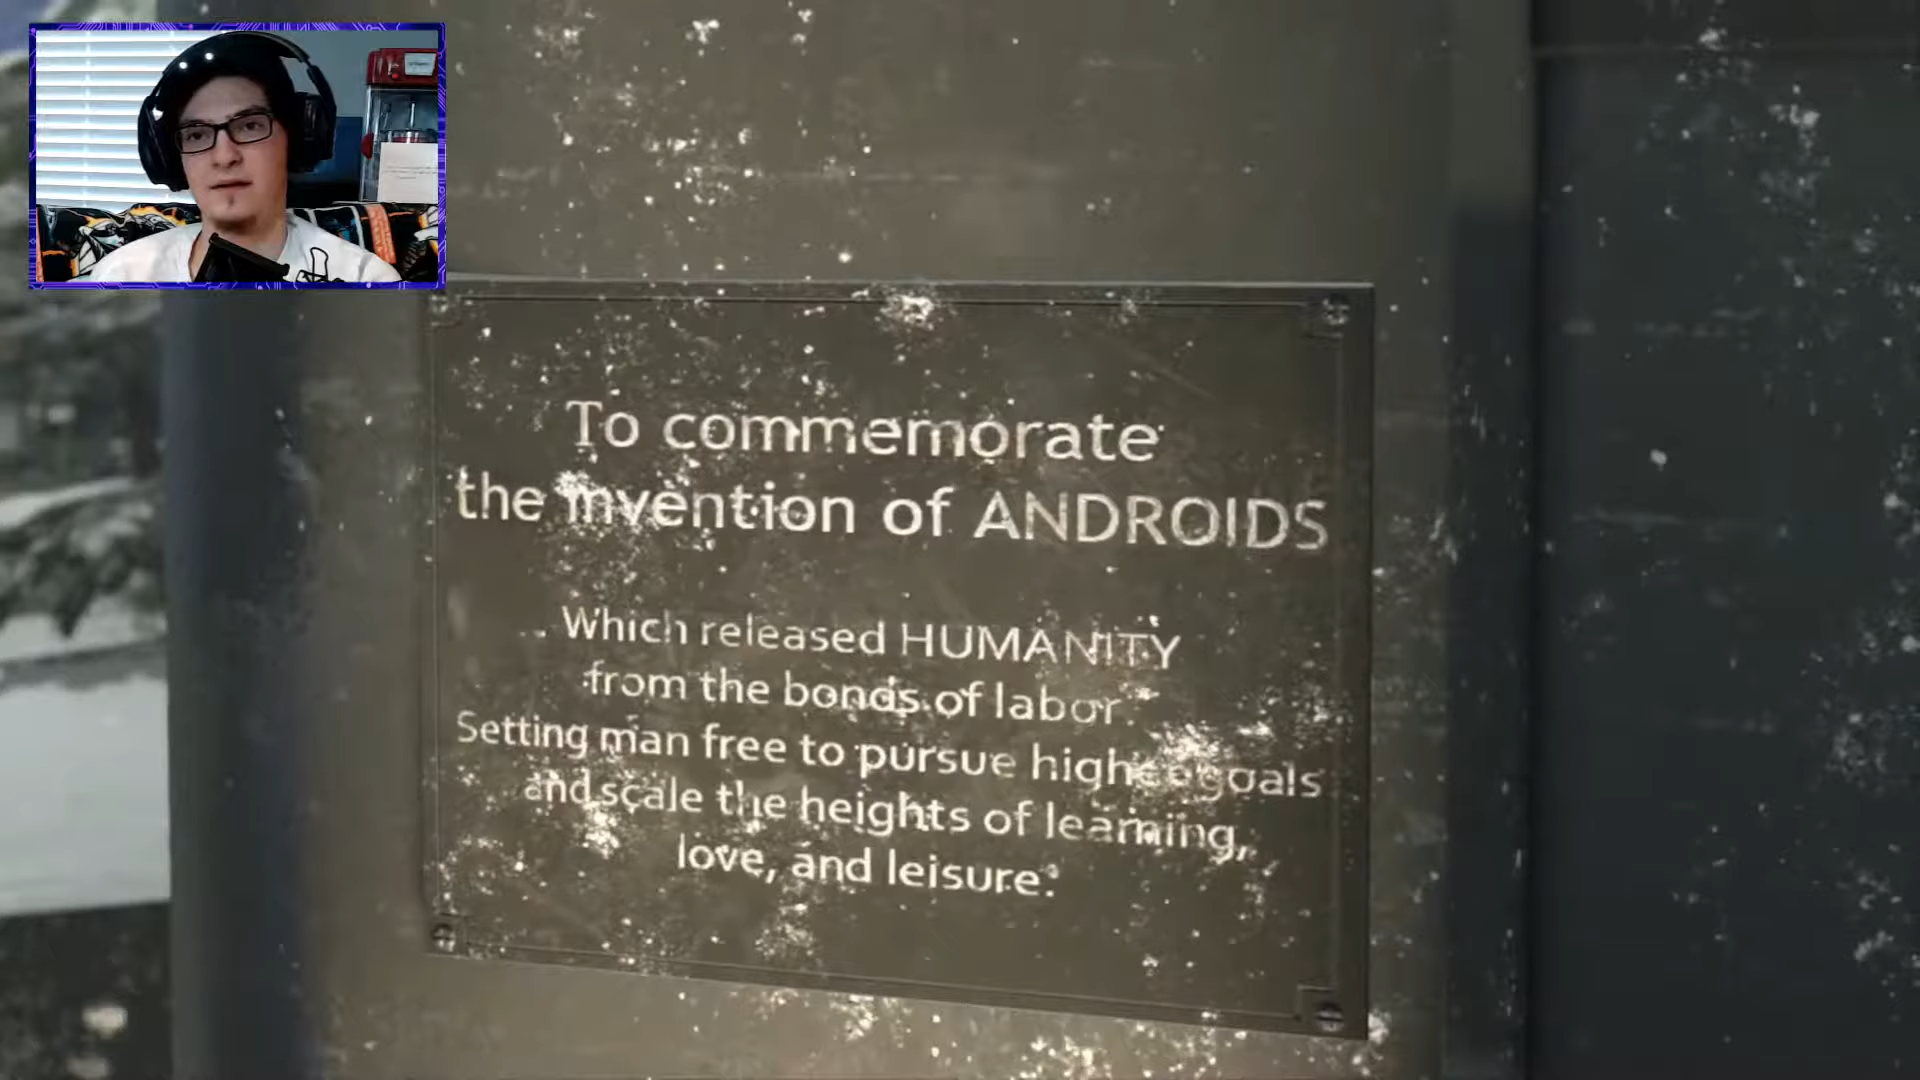 To commemorate
the invention of ANDROIDS
Which released HUMANITY
from the bonds of labor.
Setting man free to pursue higher goals
and scale the heights of learning,
love, and leisure.